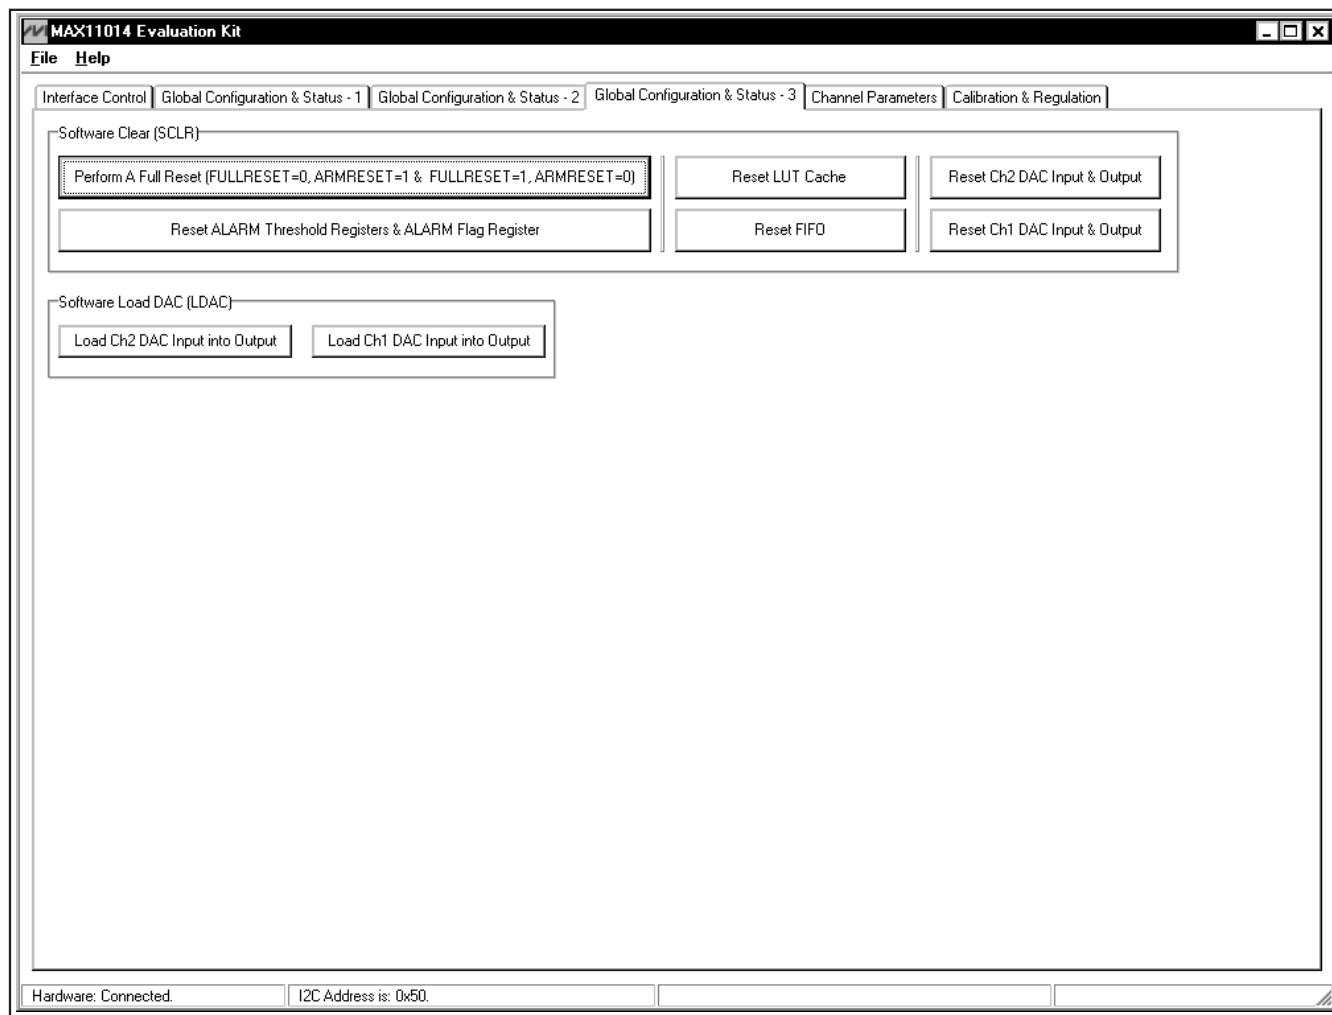 MAX11014 Evaluation Kit
File Help
Interface Control Global Configuration & Status - 1 Global Configuration & Status - 2 Global Configuration & Status - 3 Channel Parameters Calibration & Regulation
Software Clear (SCLR)
Perform A Full Reset (FULLRESET=0, ARMRESET=1 & FULLRESET=1, ARMRESET=0) Reset LUT Cache Reset Ch2 DAC Input & Output
Reset ALARM Threshold Registers & ALARM Flag Register Reset FIFO Reset Ch1 DAC Input & Output
Software Load DAC (LDAC)
Load Ch2 DAC Input into Output Load Ch1 DAC Input into Output
Hardware: Connected. I2C Address is: 0x50.